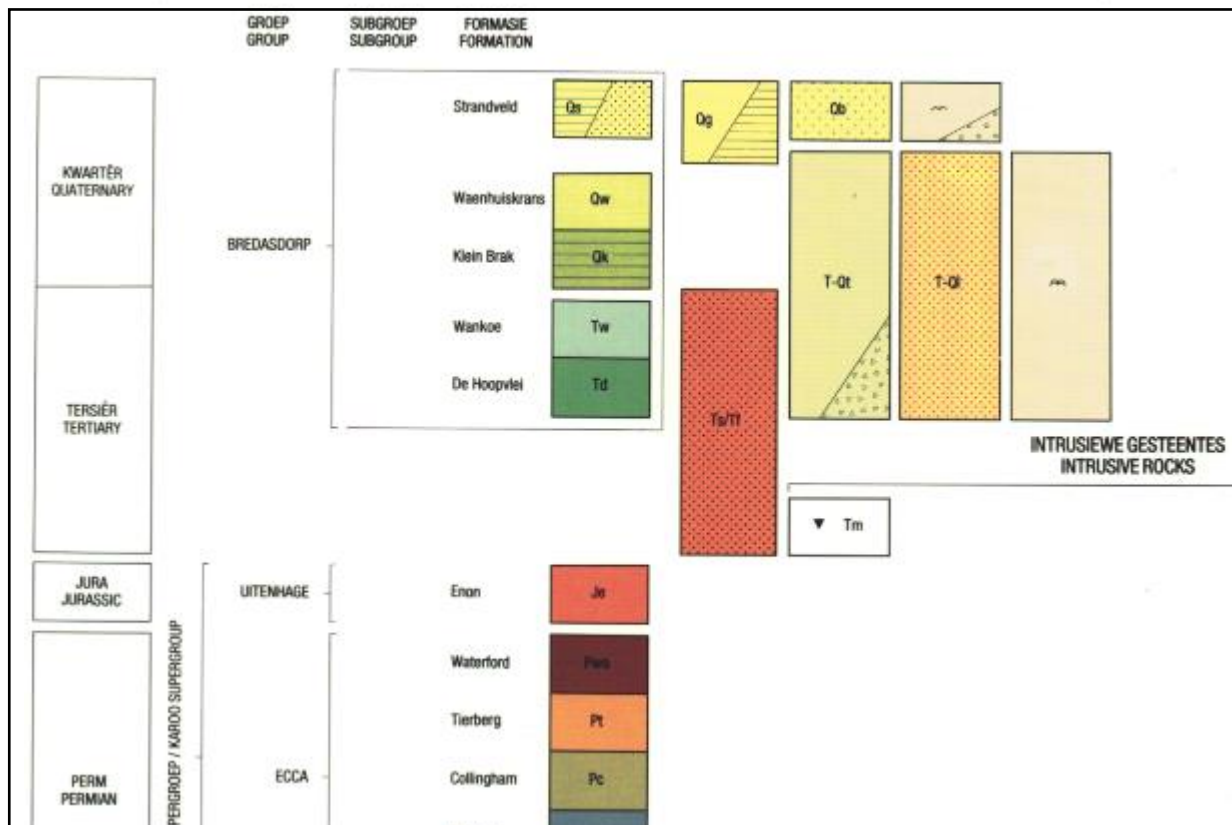 GROEP
GROUP
SUBGROEP
SUBGROUP
FORMASIE
FORMATION
KWARTÊR
QUATERNARY
BREDASDORP
Strandveld
Qs
Qg
Qb
Waenhuiskrans
Qw
Klein Brak
Qk
T-Qt
T-Ql
Wankoe
Tw
De Hoopvlei
Td
TERSIÊR
TERTIARY
Ts/Tf
INTRUSIEWE GESTEENTES
INTRUSIVE ROCKS
Tm
JURA
JURASSIC
UITENHAGE
Enon
Je
PERGROEP / KAROO SUPERGROUP
Waterford
Tierberg
Pt
PERM
PERMIAN
ECCA
Collingham
Pc